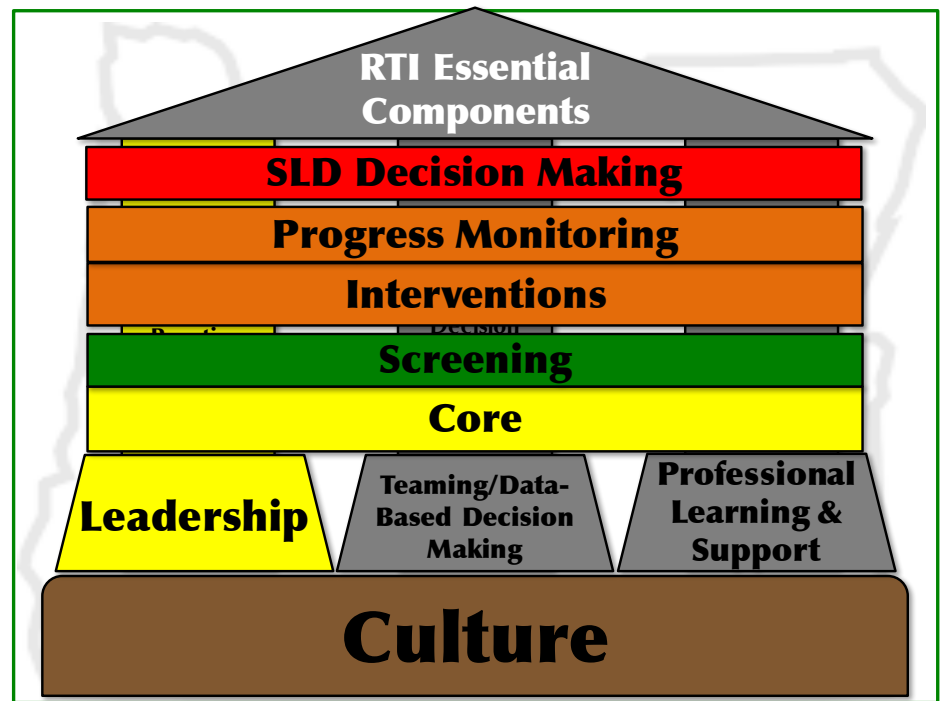 RTI Essential
Components
SLD Decision Making
Progress Monitoring
Interventions
Decision
Screening
Core
Leadership
Teaming/Data-
Based Decision
Making
Professional
Learning &
Support
Culture